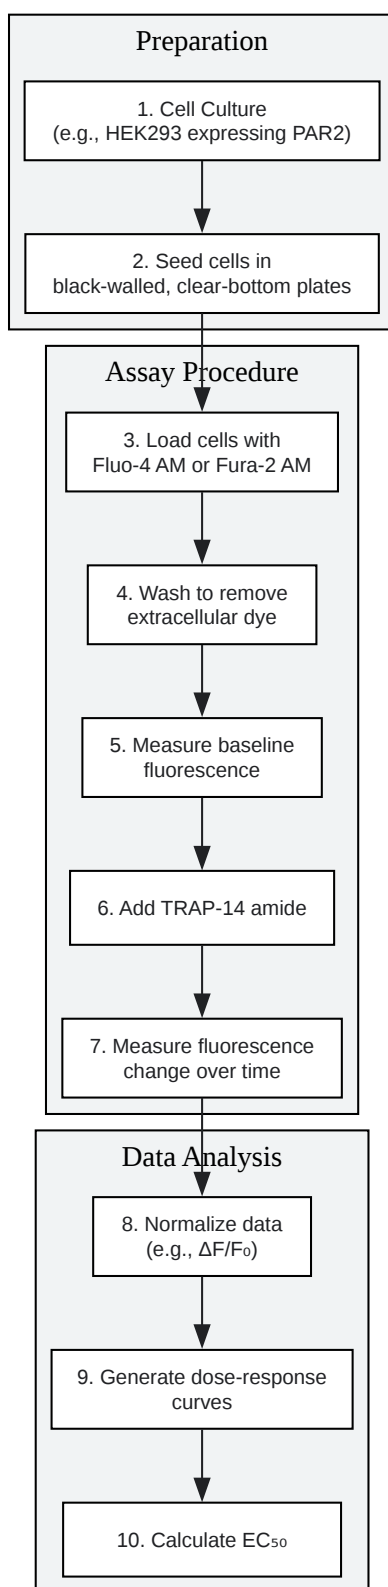 Preparation
1. Cell Culture
(e.g., HEK293 expressing PAR2)
2. Seed cells in
black-walled, clear-bottom plates
Assay Procedure
3. Load cells with
Fluo-4 AM or Fura-2 AM
4. Wash to remove
extracellular dye
5. Measure baseline
fluorescence
6. Add TRAP-14 amide
7. Measure fluorescence
change over time
Data Analysis
8. Normalize data
(e.g., ΔF/F₀)
9. Generate dose-response
curves
10. Calculate EC₅₀